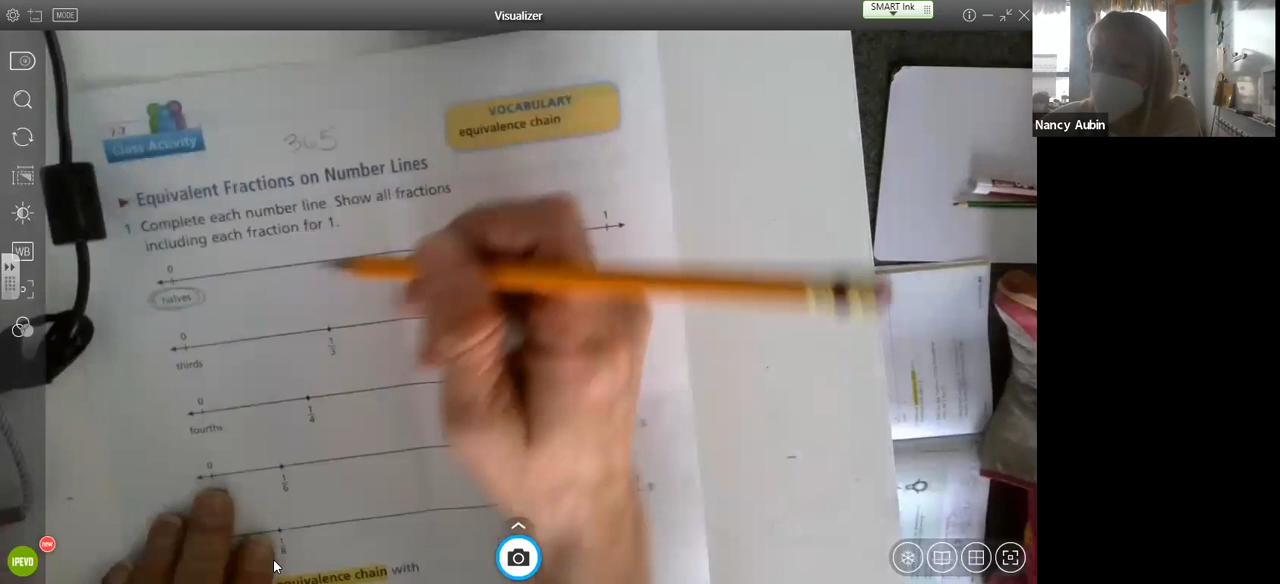 Visualizer
SMART Ink
MODE
WB
Nancy Aubin
VOCABULARY
equivalence chain
Class Activity
365
Equivalent Fractions on Number Lines
1 Complete each number line. Show all fractions
including each fraction for 1.
0 1
halves
0
1/3
thirds
0
1/4
fourths
0
1/6
1/8
equivalence chain with
IPEVO
new